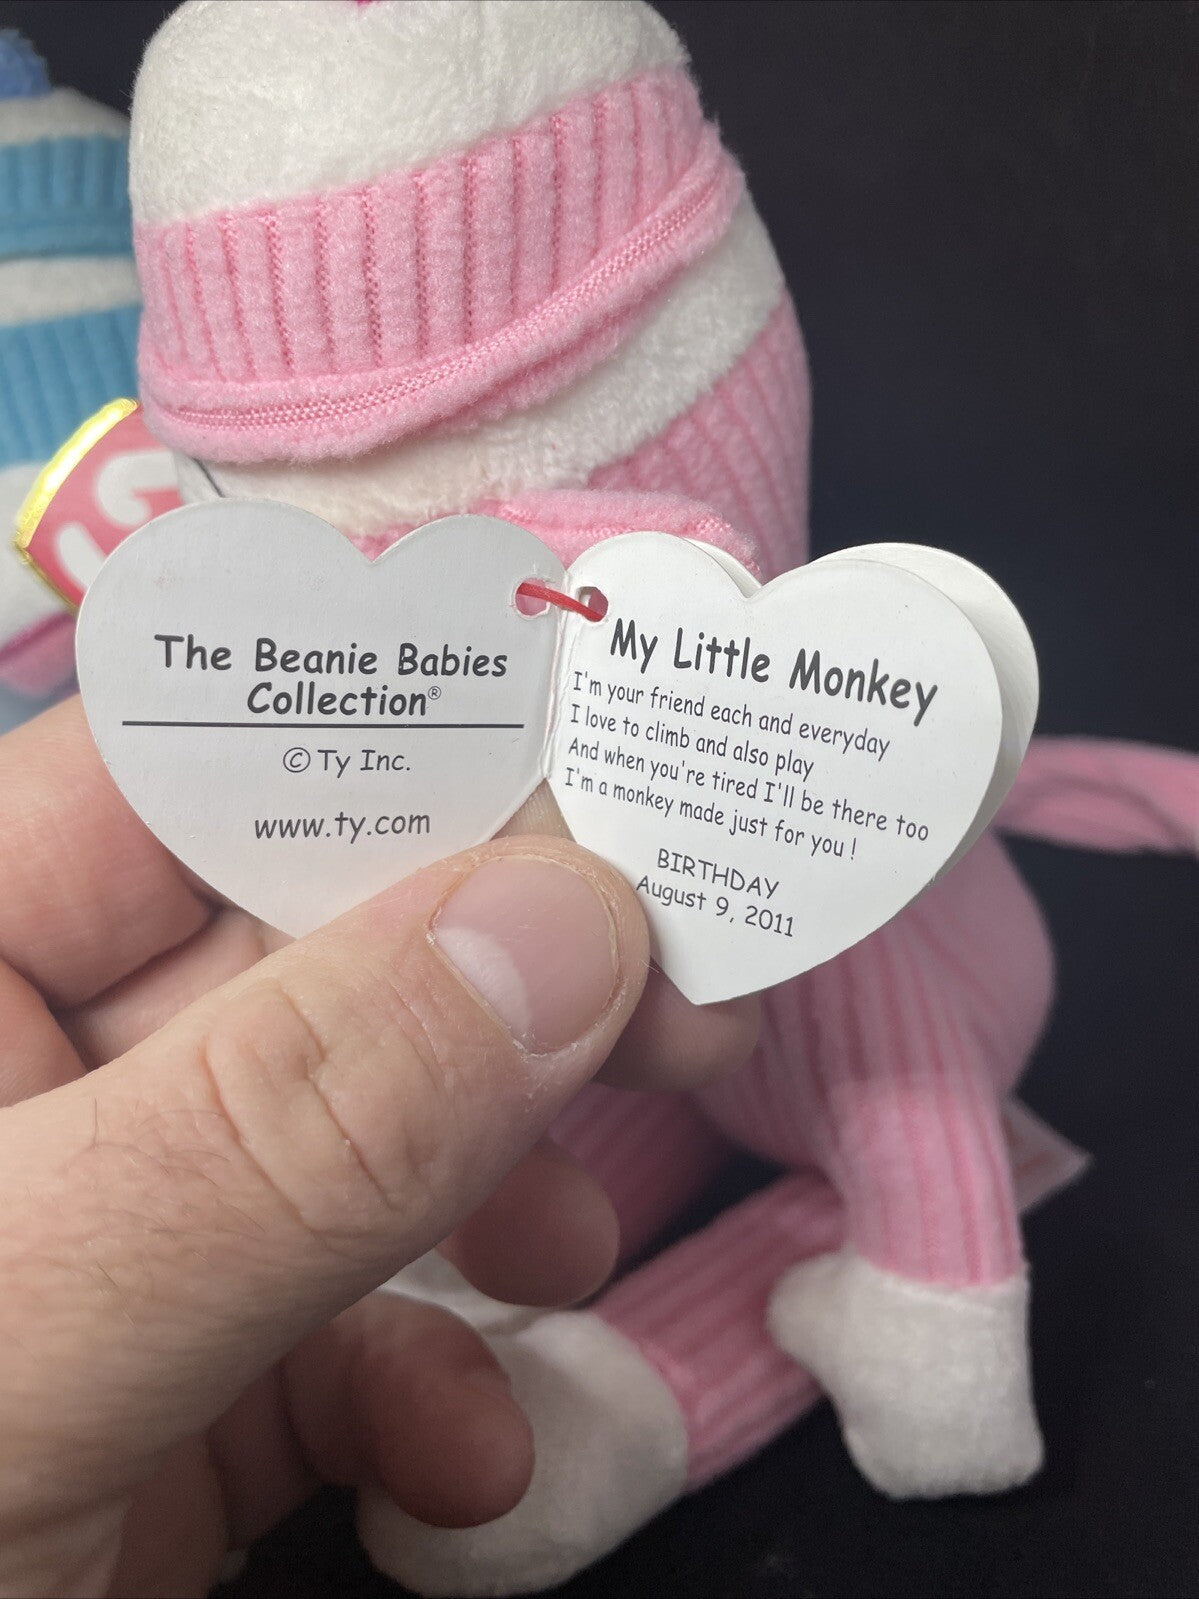 The Beanie Babies
Collection®
© Ty Inc.
www.ty.com
My Little Monkey
I'm your friend each and everyday
I love to climb and also play
And when you're tired I'll be there too
I'm a monkey made just for you !
BIRTHDAY
August 9, 2011